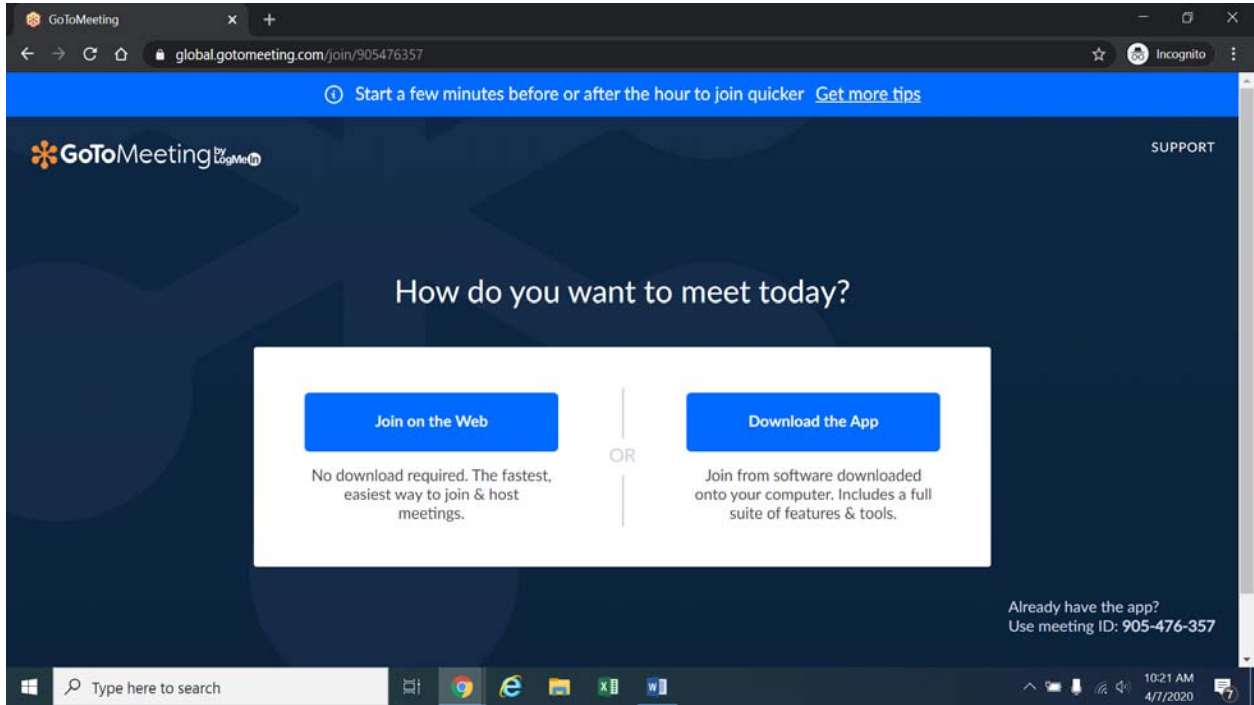 GoToMeeting
global.gotomeeting.com/join/905476357
Incognito
Start a few minutes before or after the hour to join quicker Get more tips
GoToMeeting by LogMeIn
SUPPORT
How do you want to meet today?
Join on the Web
No download required. The fastest,
easiest way to join & host
meetings.
OR
Download the App
Join from software downloaded
onto your computer. Includes a full
suite of features & tools.
Already have the app?
Use meeting ID: 905-476-357
Type here to search
10:21 AM
4/7/2020
7